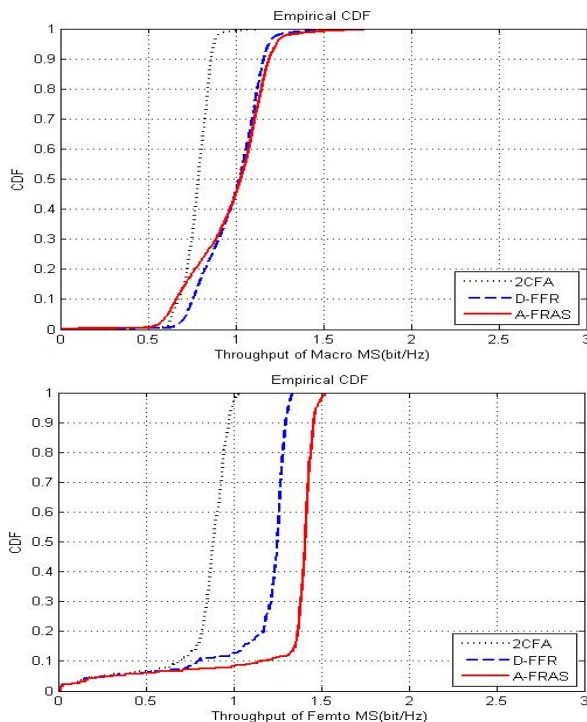 Empirical CDF
1
0.9
0.8
0.7
0.6
0.5
0.4
0.3
0.2
0.1
0
CDF
2CFA
D-FFR
A-FRAS
0 0.5 1 1.5 2 2.5 3
Throughput of Macro MS(bit/Hz)
Empirical CDF
1
0.9
0.8
0.7
0.6
0.5
0.4
0.3
0.2
0.1
0
CDF
2CFA
D-FFR
A-FRAS
0 0.5 1 1.5 2 2.5 3
Throughput of Femto MS(bit/Hz)